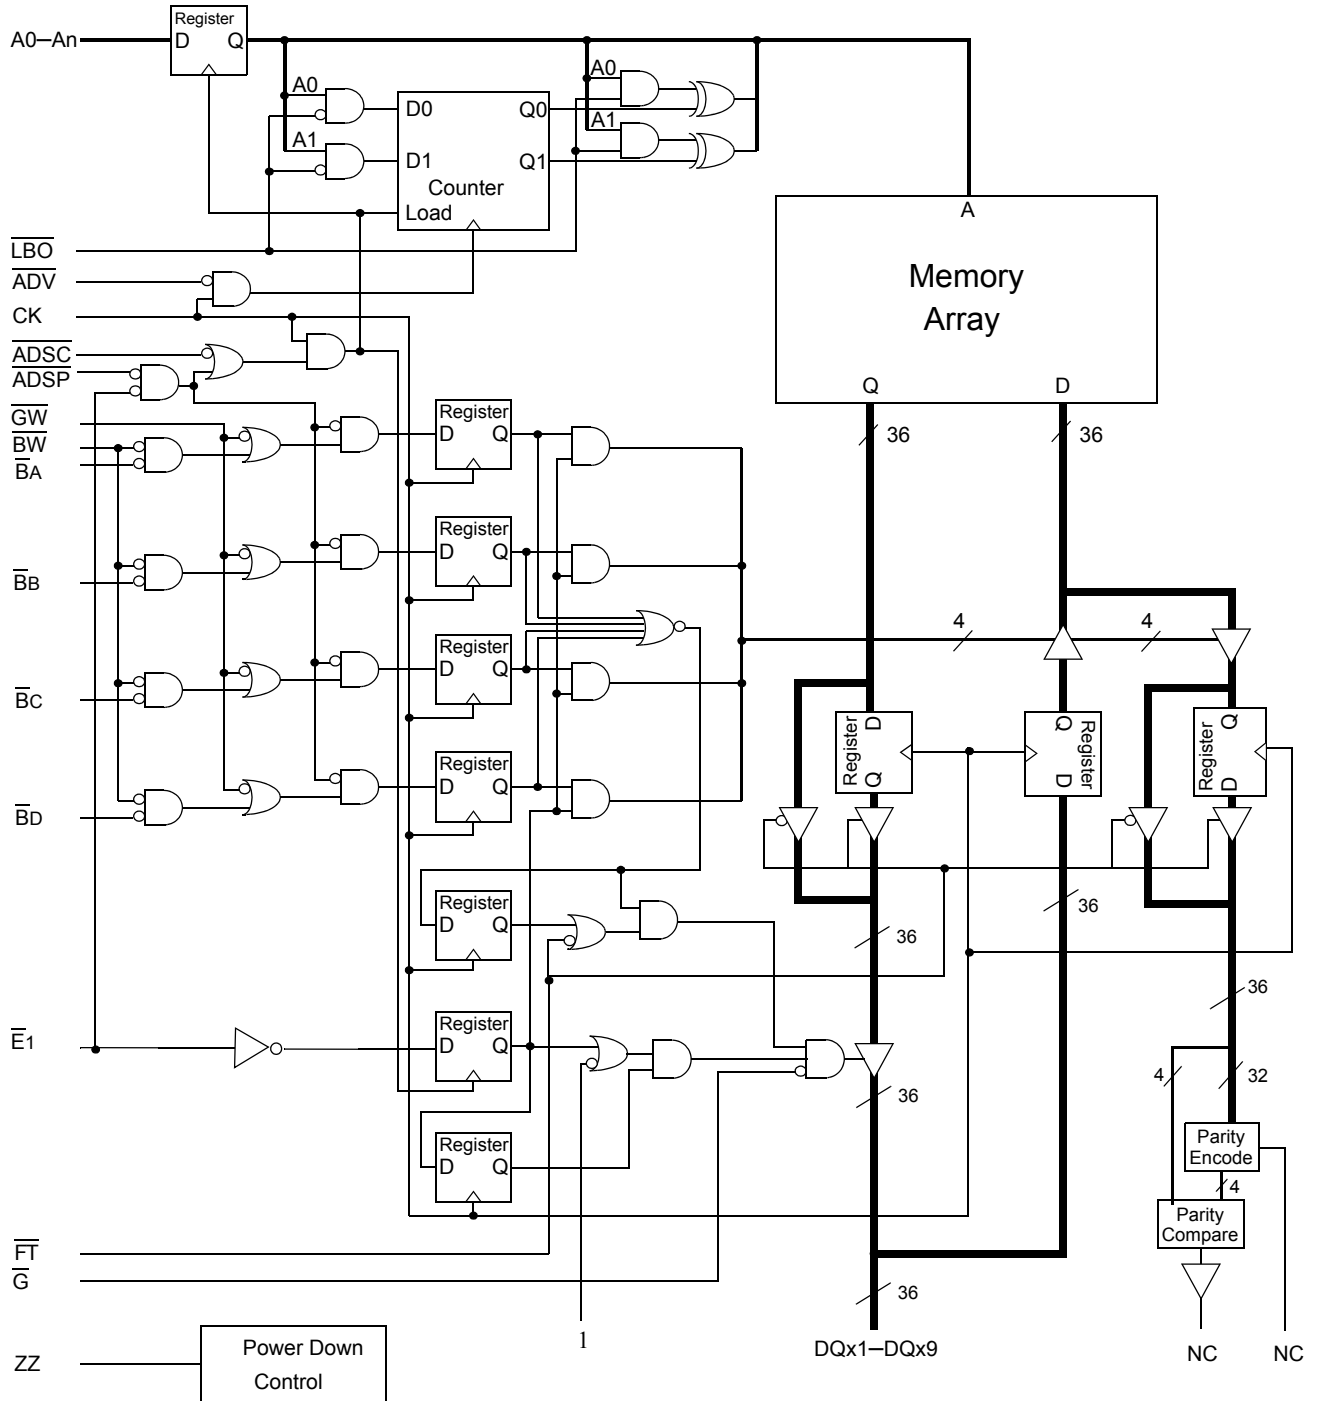 Register
A0–An
D Q
A0
A0
D0
Q0
A1
A1
D1
Q1
Counter
Load
A
LBO
ADV
Memory
Array
CK
ADSC
ADSP
Q
D
GW
Register
BW
D Q
36
36
BA
Register
D Q
BB
4
4
Register
D Q
BC
D
Q
Register
Q
D
Register
Q
D
Register
Register
D Q
BD
Register
D Q
36
36
36
Register
E1
D Q
4
32
36
Register
D Q
Parity
Encode
4
Parity
Compare
FT
G
36
1
DQx1–DQx9
NC
NC
ZZ
Power Down
Control